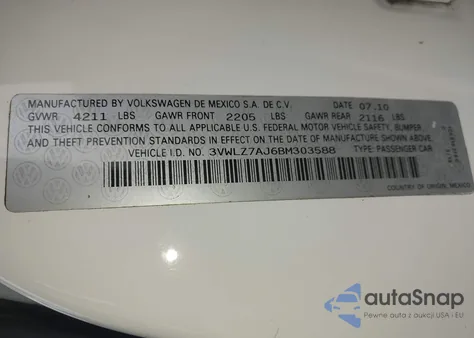 MANUFACTURED BY VOLKSWAGEN DE MEXICO S.A. DE C.V. DATE 07.10
GVWR 4211 LBS GAWR FRONT 2205 LBS GAWR REAR 2116 LBS
THIS VEHICLE CONFORMS TO ALL APPLICABLE U.S. FEDERAL MOTOR VEHICLE SAFETY, BUMPER,
AND THEFT PREVENTION STANDARDS IN EFFECT ON THE DATE OF MANUFACTURE SHOWN ABOVE.
VEHICLE I.D. NO. 3VWLZ7AJ6BM303588 TYPE: PASSENGER CAR
COUNTRY OF ORIGIN: MEXICO
autoSnap
Pewne auta z aukcji USA i EU